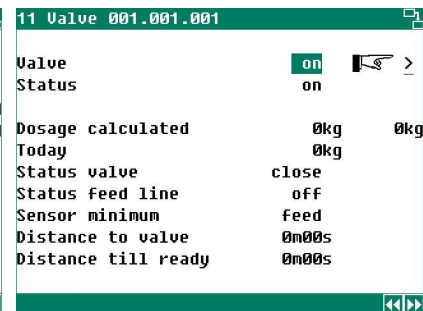 11 Valve 001.001.001
Valve on >
Status on
Dosage calculated 0kg 0kg
Today 0kg
Status valve close
Status feed line off
Sensor minimum feed
Distance to valve 0m00s
Distance till ready 0m00s